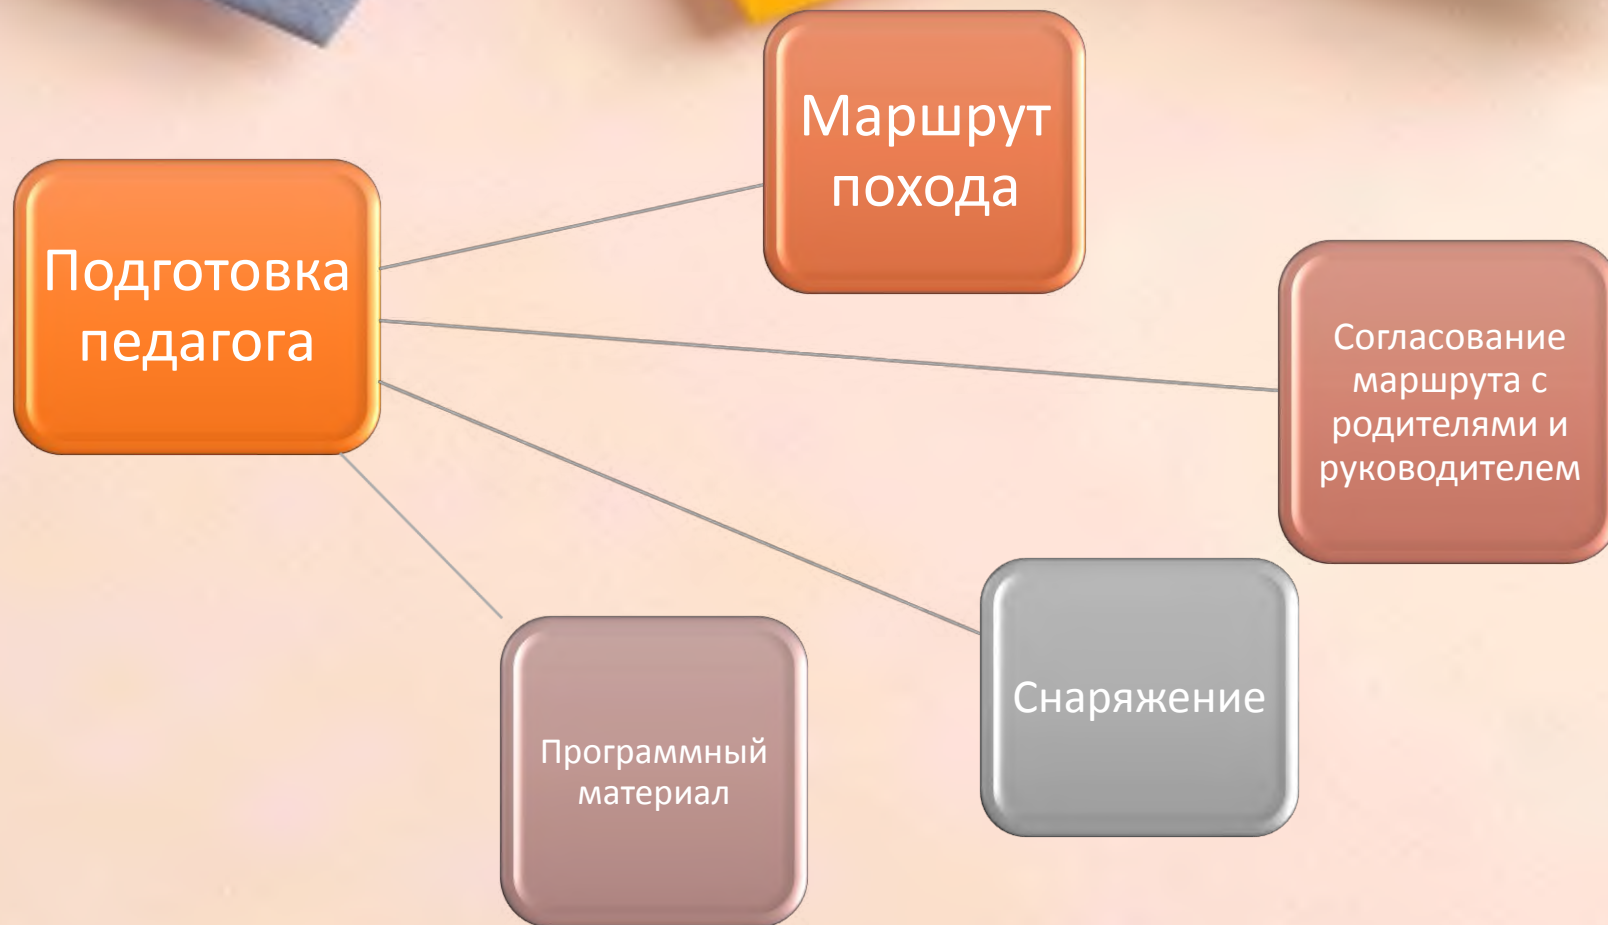 Подготовка
педагога
Маршрут
похода
Согласование
маршрута с
родителями и
руководителем
Снаряжение
Программный
материал